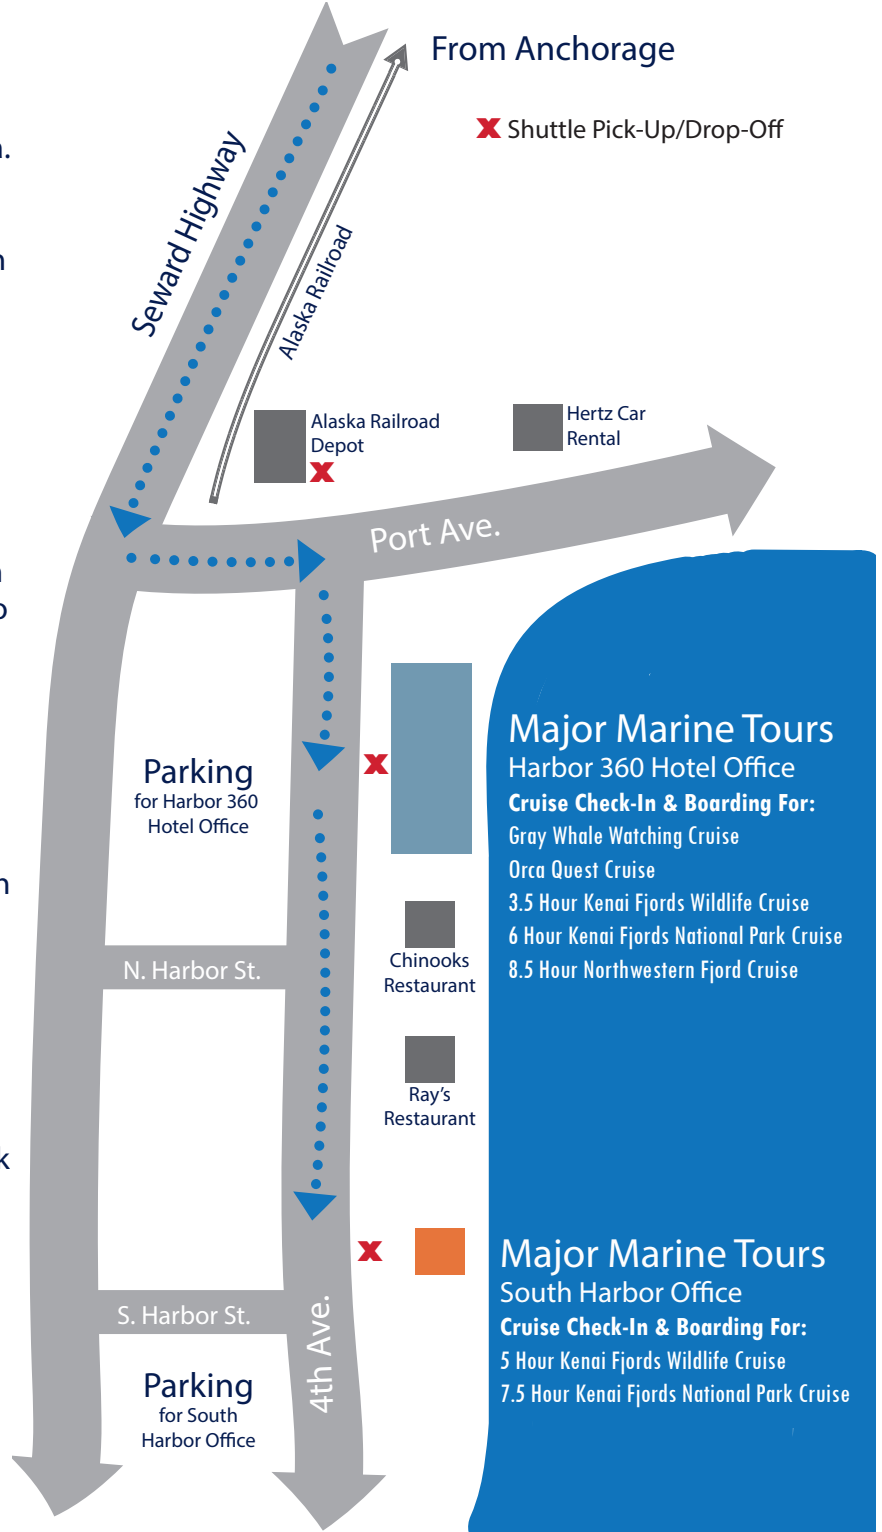 From Anchorage
X Shuttle Pick-Up/Drop-Off
Seward Highway
Alaska Railroad
Alaska Railroad
Depot
X
Hertz Car
Rental
Port Ave.
X
Parking
for Harbor 360
Hotel Office
Major Marine Tours
Harbor 360 Hotel Office
Cruise Check-In & Boarding For:
Gray Whale Watching Cruise
Orca Quest Cruise
3.5 Hour Kenai Fjords Wildlife Cruise
6 Hour Kenai Fjords National Park Cruise
8.5 Hour Northwestern Fjord Cruise
N. Harbor St.
Chinooks
Restaurant
Ray's
Restaurant
X
Major Marine Tours
South Harbor Office
Cruise Check-In & Boarding For:
5 Hour Kenai Fjords Wildlife Cruise
7.5 Hour Kenai Fjords National Park Cruise
S. Harbor St.
4th Ave.
Parking
for South
Harbor Office